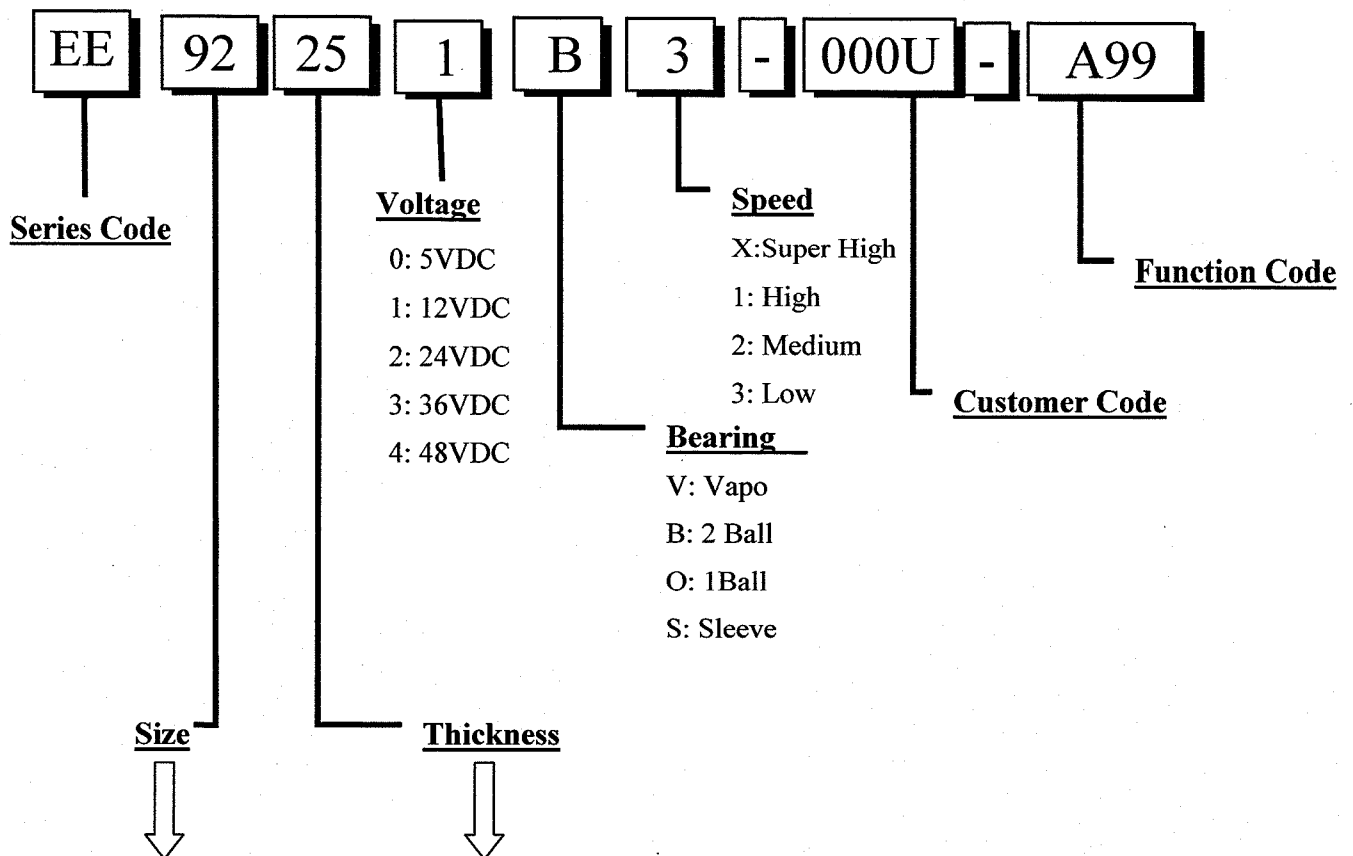 EE 92 25 1 B 3 - 000U - A99
Series Code
Voltage
0: 5VDC
1: 12VDC
2: 24VDC
3: 36VDC
4: 48VDC
Speed
X:Super High
1: High
2: Medium
3: Low
Function Code
Customer Code
Bearing
V: Vapo
B: 2 Ball
O: 1Ball
S: Sleeve
Size
Thickness